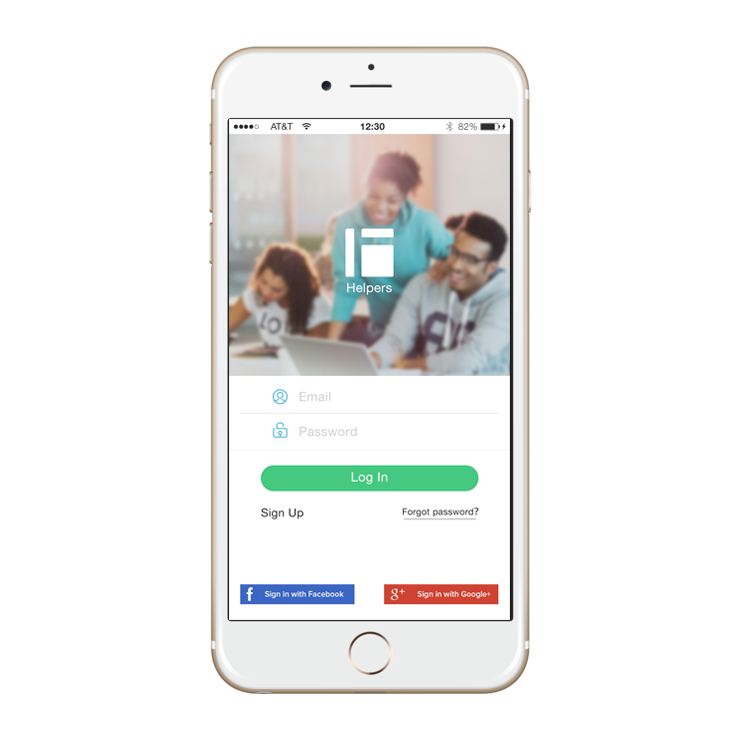 AT&T 12:30 82%
Helpers
Email
Password
Log In
Sign Up Forgot password?
f Sign in with Facebook g+ Sign in with Google+